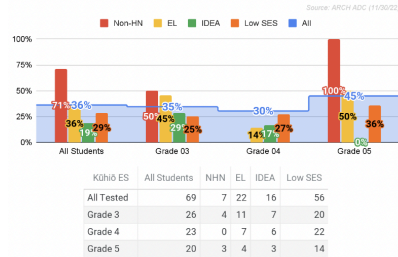 Source: ARCH ADC (11/30/22
Non-HN EL IDEA Low SES All
100%
75%
50%
25%
0%
71% 36% 19% 29% 36%
50% 45% 29% 25% 35%
14% 17% 27% 30%
100% 50% 0% 36% 45%
All Students Grade 03 Grade 04 Grade 05
Kūhiō ES All Students NHN EL IDEA Low SES
All Tested 69 7 22 16 56
Grade 3 26 4 11 7 20
Grade 4 23 0 7 6 22
Grade 5 20 3 4 3 14